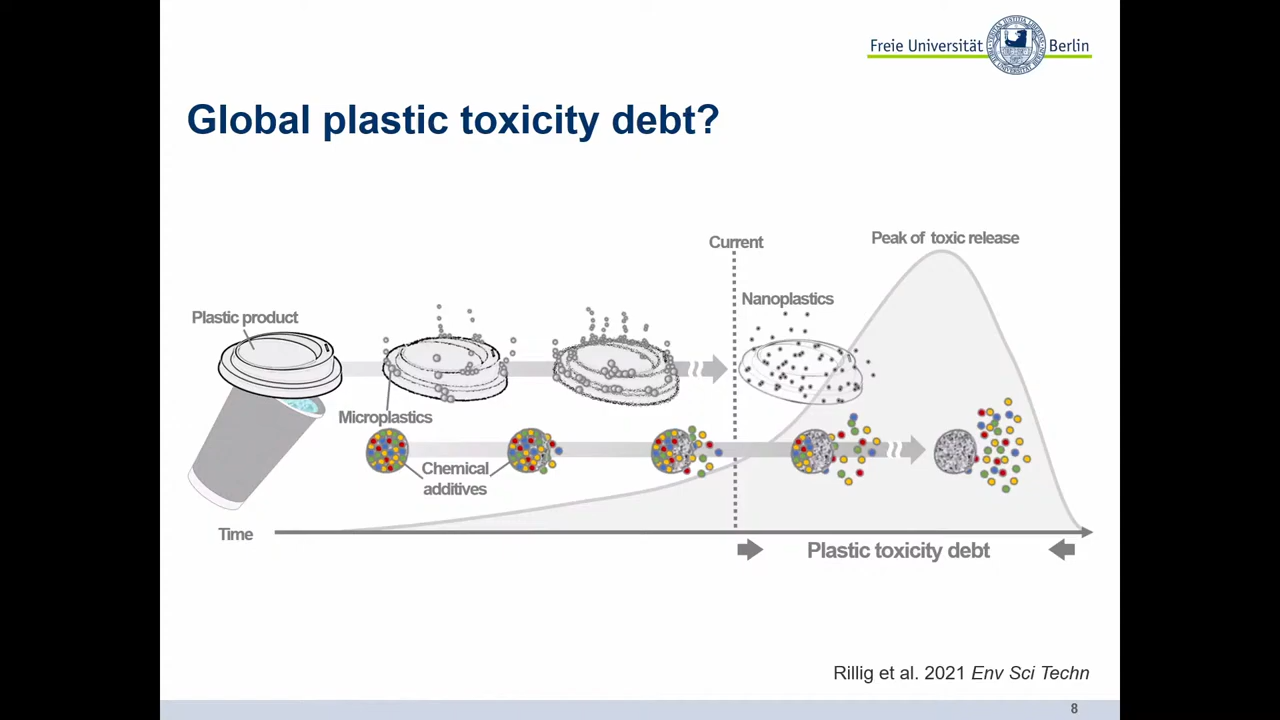 Freie Universität Berlin
Global plastic toxicity debt?
Current
Peak of toxic release
Plastic product
Nanoplastics
Microplastics
Chemical
additives
Time
Plastic toxicity debt
Rillig et al. 2021 Env Sci Techn
8